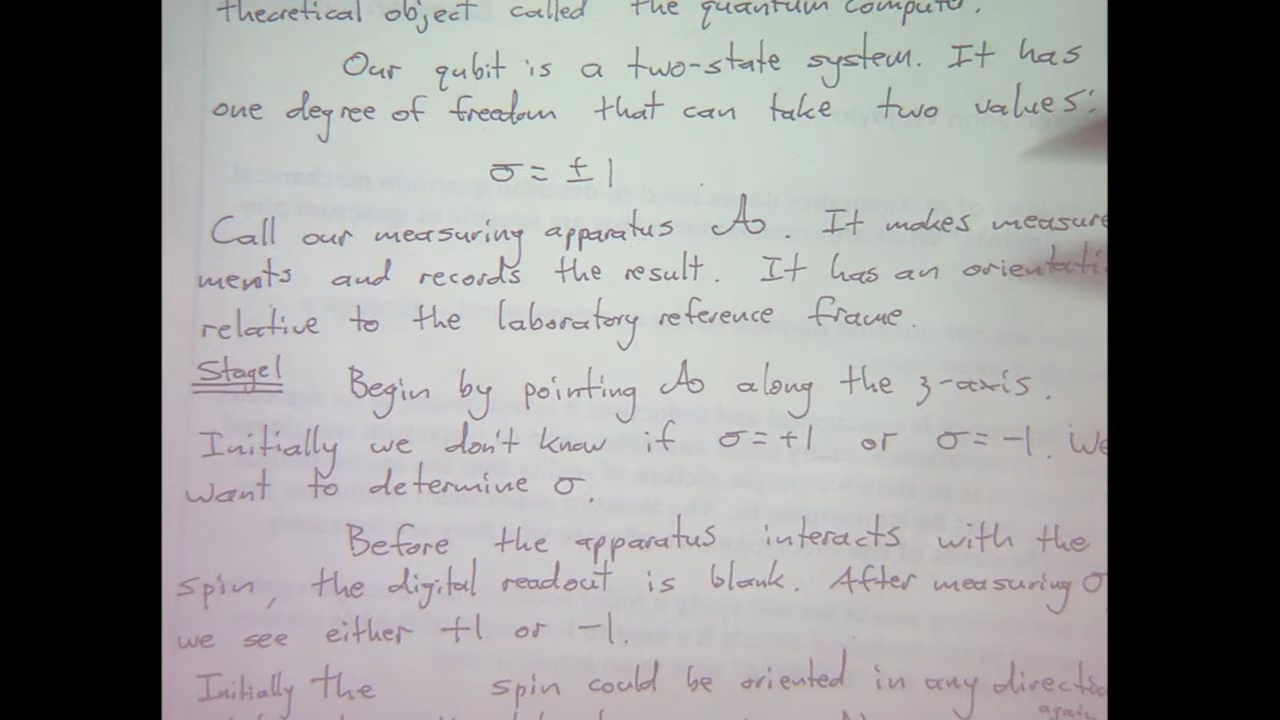 theoretical object called the quantum computer.
Our qubit is a two-state system. It has
one degree of freedom that can take two values:
σ = ± 1
Call our measuring apparatus A. It makes measure
ments and records the result. It has an orientati
relative to the laboratory reference frame.
Stage 1 Begin by pointing A along the z-axis.
Initially we don't know if σ = +1 or σ = -1. We
want to determine σ.
Before the apparatus interacts with the
spin, the digital readout is blank. After measuring σ
we see either +1 or -1.
Initially the spin could be oriented in any directio
again